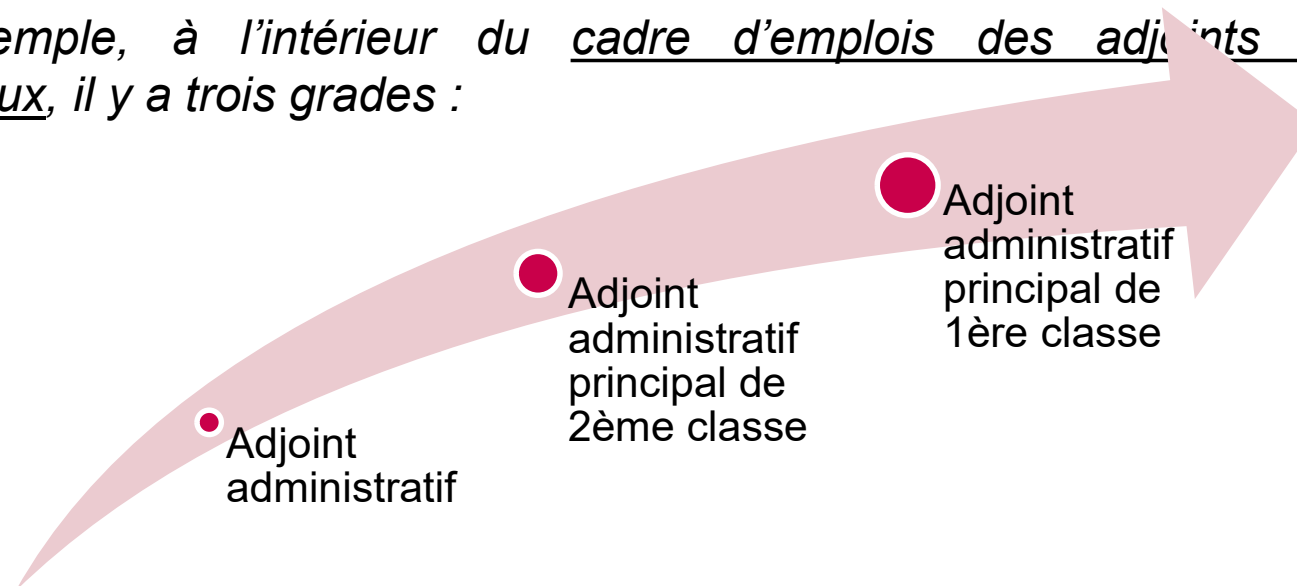 emple, à l’intérieur du cadre d’emplois des adjoints
ux, il y a trois grades :
Adjoint
administratif
principal de
1ère classe
Adjoint
administratif
principal de
2ème classe
Adjoint
administratif